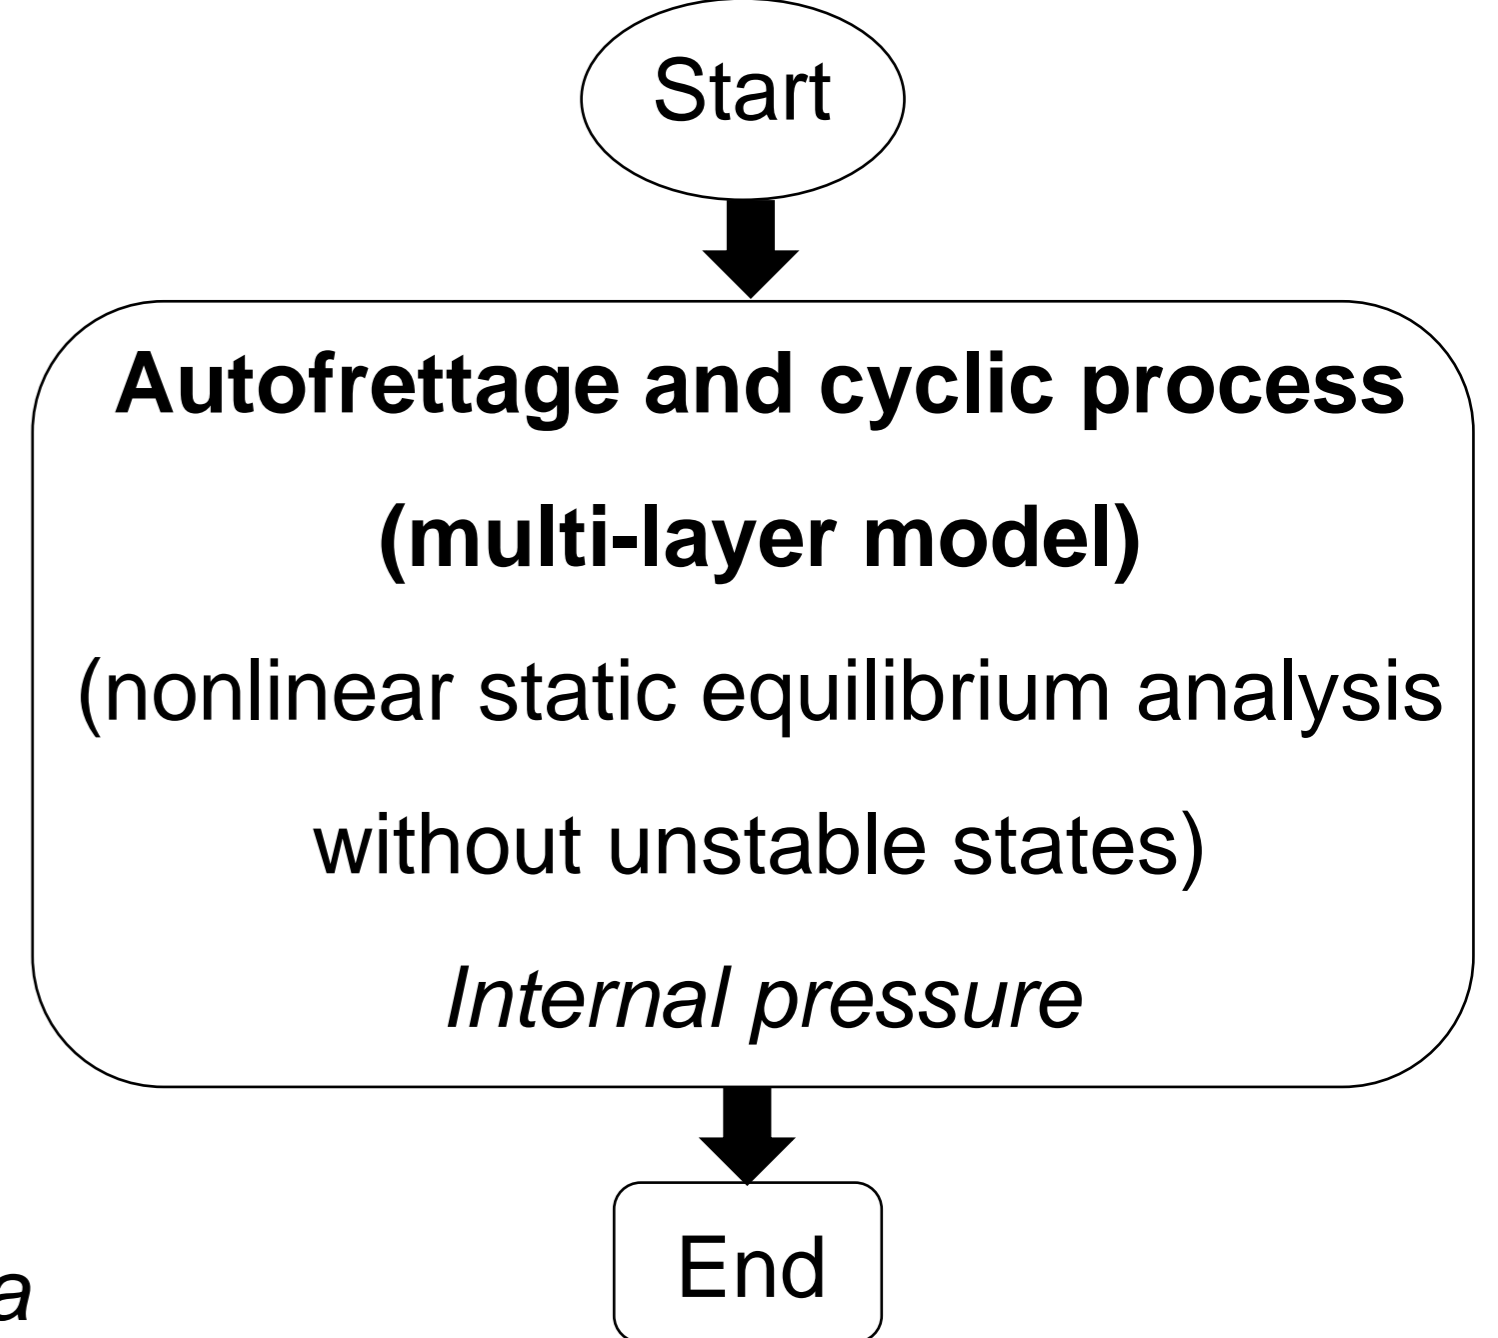 Start
Autofrettage and cyclic process
(multi-layer model)
(nonlinear static equilibrium analysis
without unstable states)
Internal pressure
End
a